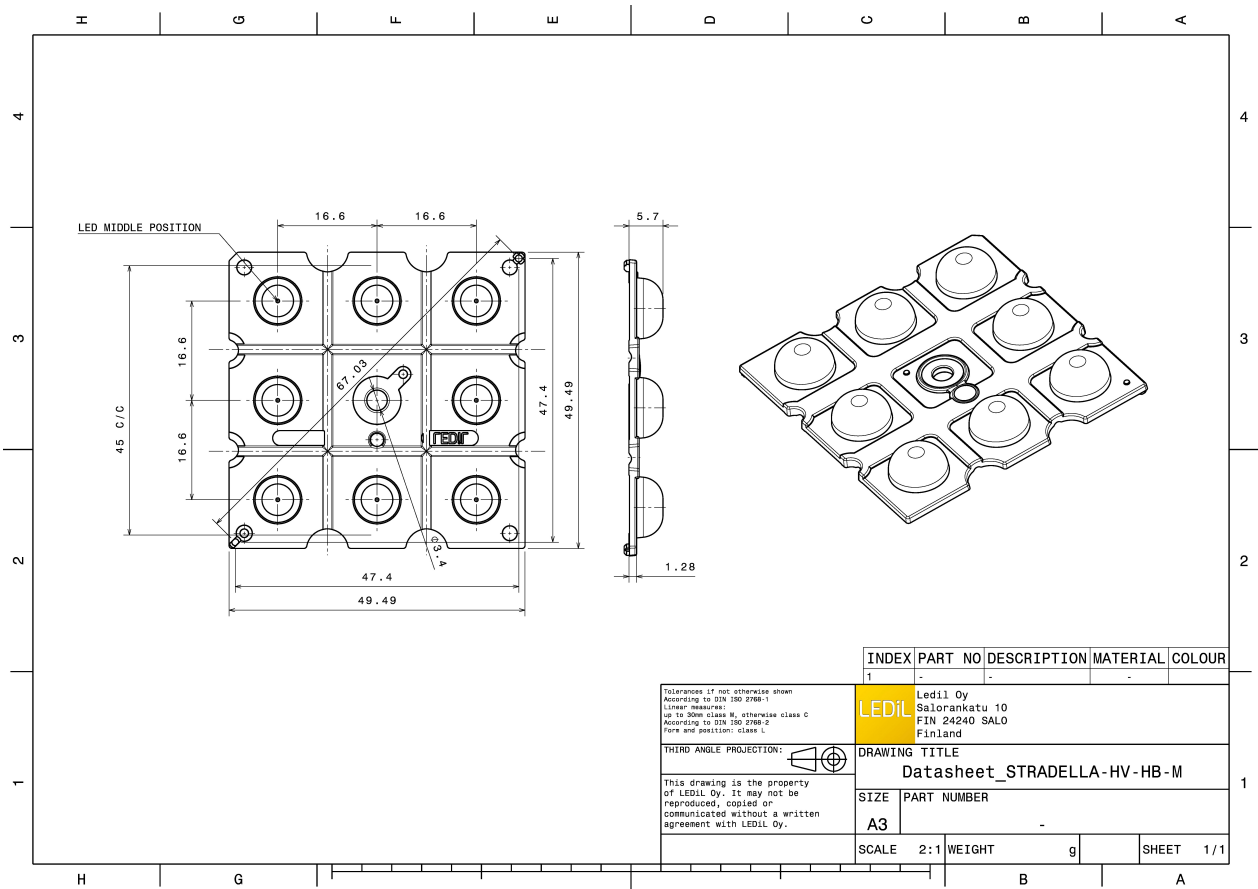 H G F E D C B A
4 4
3 3
2 2
1 1
LED MIDDLE POSITION
16.6 16.6
5.7
45 C/C
16.6
16.6
67.03
47.4
49.49
LEDiL
Ø3.4
47.4
49.49
1.28
INDEX PART NO DESCRIPTION MATERIAL COLOUR
1 - - -
Tolerances if not otherwise shown
According to DIN ISO 2768-1
Linear measures:
up to 30mm class M, otherwise class C
According to DIN ISO 2768-2
Form and position: class L
LEDiL
Ledil Oy
Salorankatu 10
FIN 24240 SALO
Finland
THIRD ANGLE PROJECTION:
DRAWING TITLE
Datasheet_STRADELLA-HV-HB-M
This drawing is the property
of LEDiL Oy. It may not be
reproduced, copied or
communicated without a written
agreement with LEDiL Oy.
SIZE PART NUMBER
A3 -
SCALE 2:1 WEIGHT g SHEET 1/1
H G B A